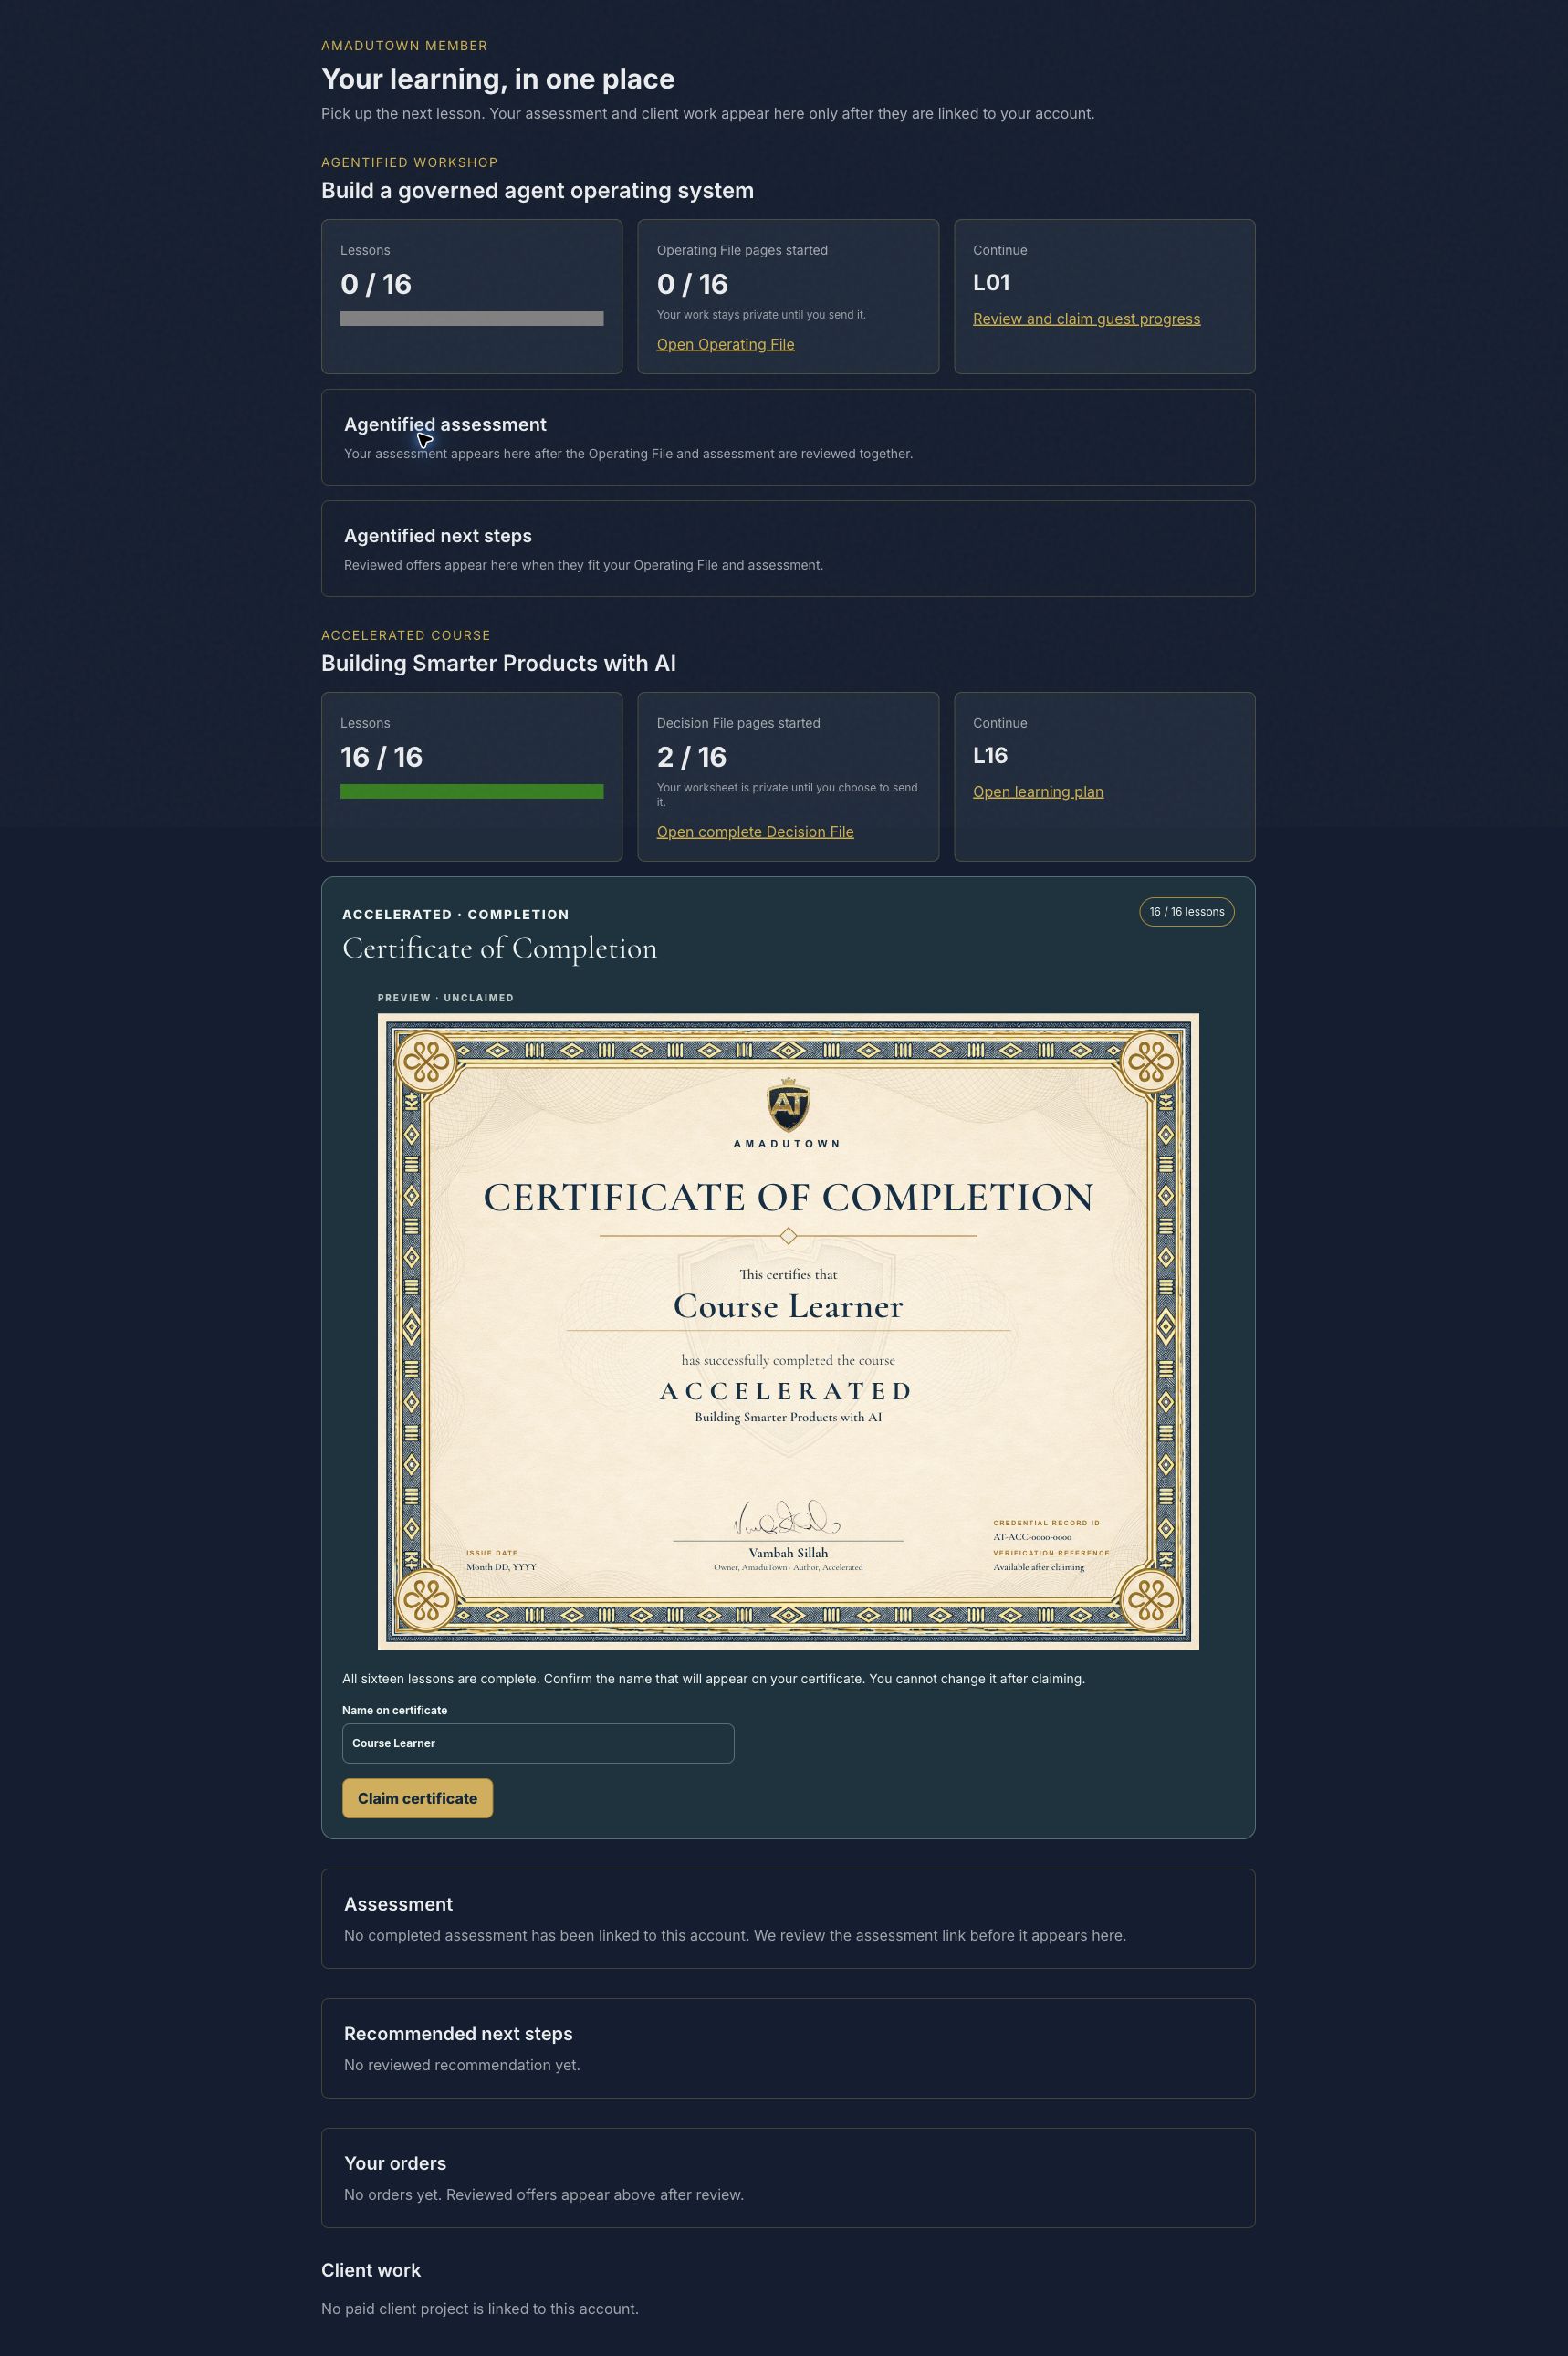 AMADUTOWN MEMBER
Your learning, in one place
Pick up the next lesson. Your assessment and client work appear here only after they are linked to your account.
AGENTIFIED WORKSHOP
Build a governed agent operating system
Lessons
0 / 16
Operating File pages started
0 / 16
Your work stays private until you send it.
Open Operating File
Continue
L01
Review and claim guest progress
Agentified assessment
Your assessment appears here after the Operating File and assessment are reviewed together.
Agentified next steps
Reviewed offers appear here when they fit your Operating File and assessment.
ACCELERATED COURSE
Building Smarter Products with AI
Lessons
16 / 16
Decision File pages started
2 / 16
Your worksheet is private until you choose to send
it.
Open complete Decision File
Continue
L16
Open learning plan
ACCELERATED · COMPLETION
16 / 16 lessons
Certificate of Completion
PREVIEW · UNCLAIMED
AT
AMADUTOWN
CERTIFICATE OF COMPLETION
This certifies that
Course Learner
has successfully completed the course
ACCELERATED
Building Smarter Products with AI
ISSUE DATE
Month DD, YYYY
Vambah Sillah
Owner, AmaduTown · Author, Accelerated
CREDENTIAL RECORD ID
AT-ACC-0000-0000
VERIFICATION REFERENCE
Available after claiming
All sixteen lessons are complete. Confirm the name that will appear on your certificate. You cannot change it after claiming.
Name on certificate
Course Learner
Claim certificate
Assessment
No completed assessment has been linked to this account. We review the assessment link before it appears here.
Recommended next steps
No reviewed recommendation yet.
Your orders
No orders yet. Reviewed offers appear above after review.
Client work
No paid client project is linked to this account.